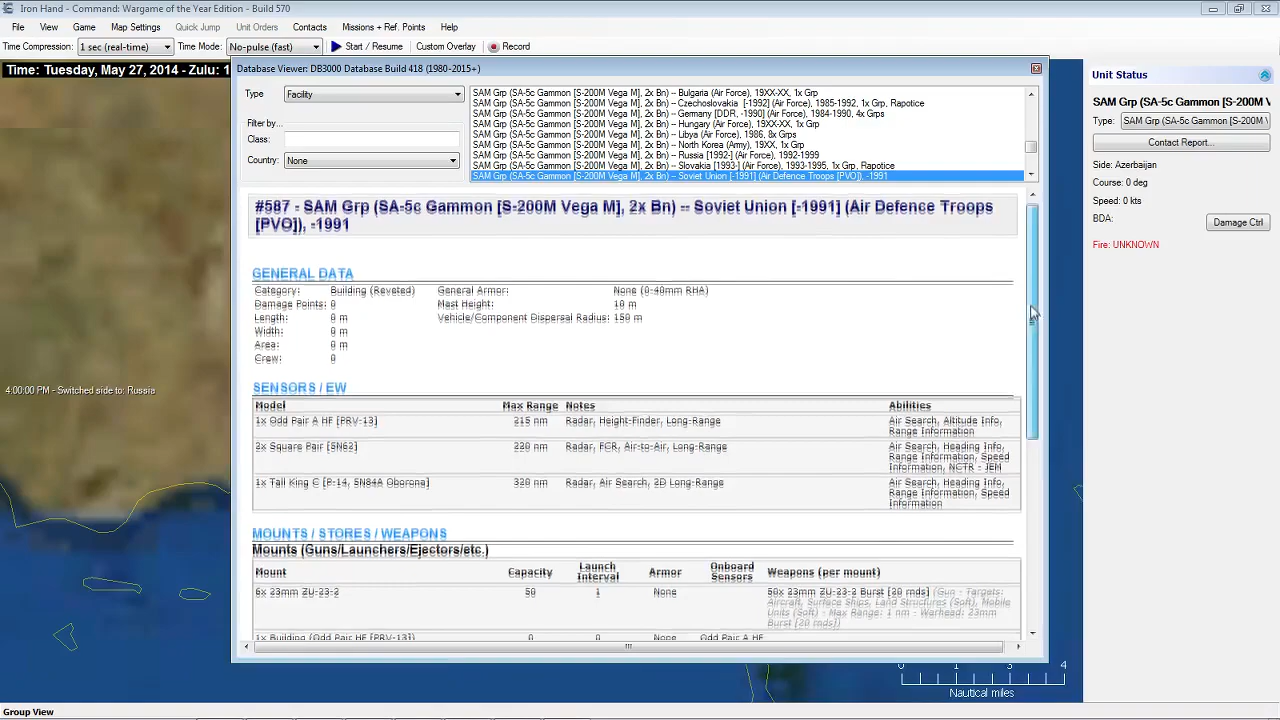 Iron Hand - Command: Wargame of the Year Edition - Build 570
File View Game Map Settings Quick Jump Unit Orders Contacts Missions + Ref. Points Help
Time Compression: 1 sec (real-time) Time Mode: No-pulse (fast) Start / Resume Custom Overlay Record
Time: Tuesday, May 27, 2014 - Zulu: 1
Database Viewer: DB3000 Database Build 418 (1980-2015+)
Type Facility
Filter by...
Class:
Country: None
SAM Grp (SA-5c Gammon [S-200M Vega M], 2x Bn) -- Bulgaria (Air Force), 19XX-XX, 1x Grp
SAM Grp (SA-5c Gammon [S-200M Vega M], 2x Bn) -- Czechoslovakia [-1992] (Air Force), 1985-1992, 1x Grp, Rapotice
SAM Grp (SA-5c Gammon [S-200M Vega M], 2x Bn) -- Germany [DDR, -1990] (Air Force), 1984-1990, 4x Grps
SAM Grp (SA-5c Gammon [S-200M Vega M], 2x Bn) -- Hungary (Air Force), 19XX-XX, 1x Grp
SAM Grp (SA-5c Gammon [S-200M Vega M], 2x Bn) -- Libya (Air Force), 1986, 8x Grps
SAM Grp (SA-5c Gammon [S-200M Vega M], 2x Bn) -- North Korea (Army), 19XX, 1x Grp
SAM Grp (SA-5c Gammon [S-200M Vega M], 2x Bn) -- Russia [1992-] (Air Force), 1992-1999
SAM Grp (SA-5c Gammon [S-200M Vega M], 2x Bn) -- Slovakia [1993-] (Air Force), 1993-1995, 1x Grp, Rapotice
SAM Grp (SA-5c Gammon [S-200M Vega M], 2x Bn) -- Soviet Union [-1991] (Air Defence Troops [PVO]), -1991
#587 - SAM Grp (SA-5c Gammon [S-200M Vega M], 2x Bn) -- Soviet Union [-1991] (Air Defence Troops
[PVO]), -1991
GENERAL DATA
Category: Building (Reveted) General Armor: None (0-40mm RHA)
Damage Points: 0 Mast Height: 10 m
Length: 0 m Vehicle/Component Dispersal Radius: 150 m
Width: 0 m
Area: 0 m
Crew: 0
SENSORS / EW
Model Max Range Notes Abilities
1x Odd Pair A HF [PRV-13] 215 nm Radar, Height-Finder, Long-Range Air Search, Altitude Info,
Range Information
2x Square Pair [5N62] 220 nm Radar, FCR, Air-to-Air, Long-Range Air Search, Heading Info,
Range Information, Speed
Information, NCTR - JEM
1x Tall King C [P-14, 5N84A Oborona] 320 nm Radar, Air Search, 2D Long-Range Air Search, Heading Info,
Range Information, Speed
Information
MOUNTS / STORES / WEAPONS
Mounts (Guns/Launchers/Ejectors/etc.)
Mount Capacity Launch Interval Armor Onboard Sensors Weapons (per mount)
6x 23mm ZU-23-2 50 1 None 50x 23mm ZU-23-2 Burst [20 rnds] (Gun - Targets:
Aircraft, Surface Ships, Land Structures (Soft), Mobile
Units (Soft) - Max Range: 1 nm - Warhead: 23mm
Burst [20 rnds])
1x Building (Odd Pair HF [PRV-13]) 0 0 None Odd Pair A HF
4:00:00 PM - Switched side to: Russia
Unit Status
SAM Grp (SA-5c Gammon [S-200M V
Type: SAM Grp (SA-5c Gammon [S-200M V
Contact Report...
Side: Azerbaijan
Course: 0 deg
Speed: 0 kts
BDA: Damage Ctrl
Fire: UNKNOWN
0 1 2 3 4
Nautical miles
Group View